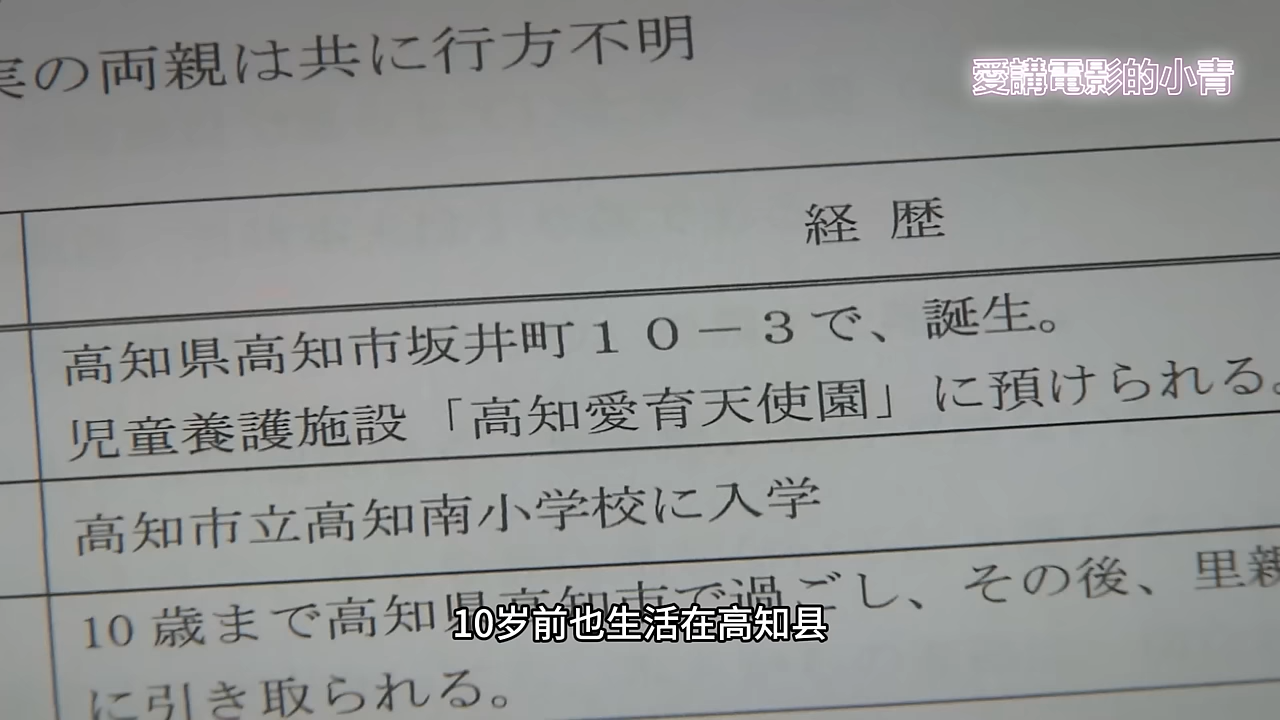 実の両親は共に行方不明
愛講電影的小青
経 歴
高知県高知市坂井町10-3で、誕生。
児童養護施設「高知愛育天使園」に預けられる。
高知市立高知南小学校に入学
10歳まで高知県高知市で過ごし、その後、里親
に引き取られる。
10岁前也生活在高知县